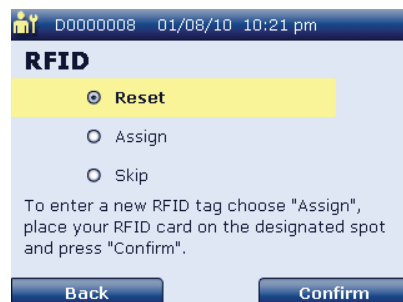 D0000008 01/08/10 10:21 pm
RFID
Reset
Assign
Skip
To enter a new RFID tag choose "Assign",
place your RFID card on the designated spot
and press "Confirm".
Back Confirm